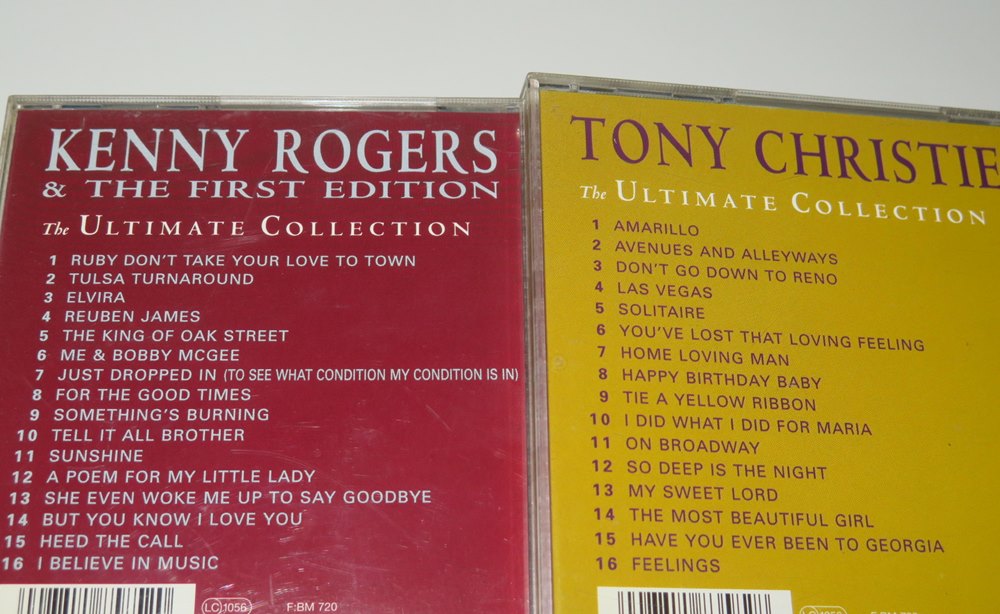 KENNY ROGERS
& THE FIRST EDITION
The ULTIMATE COLLECTION
1 RUBY DON'T TAKE YOUR LOVE TO TOWN
2 TULSA TURNAROUND
3 ELVIRA
4 REUBEN JAMES
5 THE KING OF OAK STREET
6 ME & BOBBY MCGEE
7 JUST DROPPED IN (TO SEE WHAT CONDITION MY CONDITION IS IN)
8 FOR THE GOOD TIMES
9 SOMETHING'S BURNING
10 TELL IT ALL BROTHER
11 SUNSHINE
12 A POEM FOR MY LITTLE LADY
13 SHE EVEN WOKE ME UP TO SAY GOODBYE
14 BUT YOU KNOW I LOVE YOU
15 HEED THE CALL
16 I BELIEVE IN MUSIC
LC 1056 F:BM 720
TONY CHRISTIE
The ULTIMATE COLLECTION
1 AMARILLO
2 AVENUES AND ALLEYWAYS
3 DON'T GO DOWN TO RENO
4 LAS VEGAS
5 SOLITAIRE
6 YOU'VE LOST THAT LOVING FEELING
7 HOME LOVING MAN
8 HAPPY BIRTHDAY BABY
9 TIE A YELLOW RIBBON
10 I DID WHAT I DID FOR MARIA
11 ON BROADWAY
12 SO DEEP IS THE NIGHT
13 MY SWEET LORD
14 THE MOST BEAUTIFUL GIRL
15 HAVE YOU EVER BEEN TO GEORGIA
16 FEELINGS